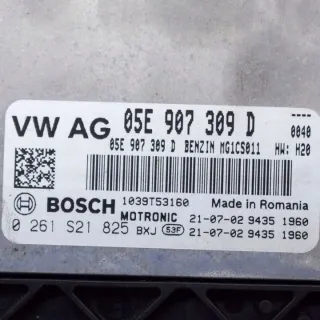 VW AG 05E 907 309 D 0040
05E 907 309 D BENZIN MG1CS011 HW: H20
1039T53160 Made in Romania
BOSCH MOTRONIC 21-07-02 9435 1960
0 261 S21 825 BXJ 53F 21-07-02 9435 1960